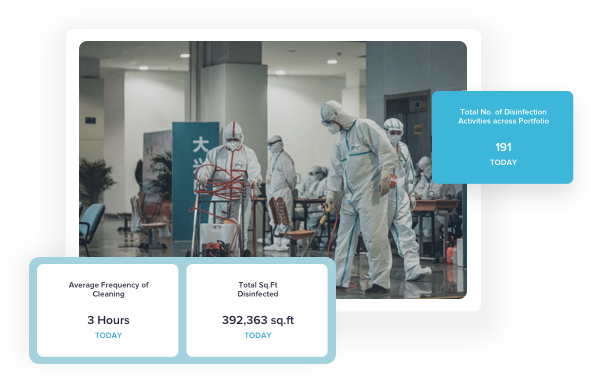 Total No. of Disinfection
Activities across Portfolio
191
TODAY
大
Average Frequency of
Cleaning
3 Hours
TODAY
Total Sq.Ft
Disinfected
392,363 sq.ft
TODAY